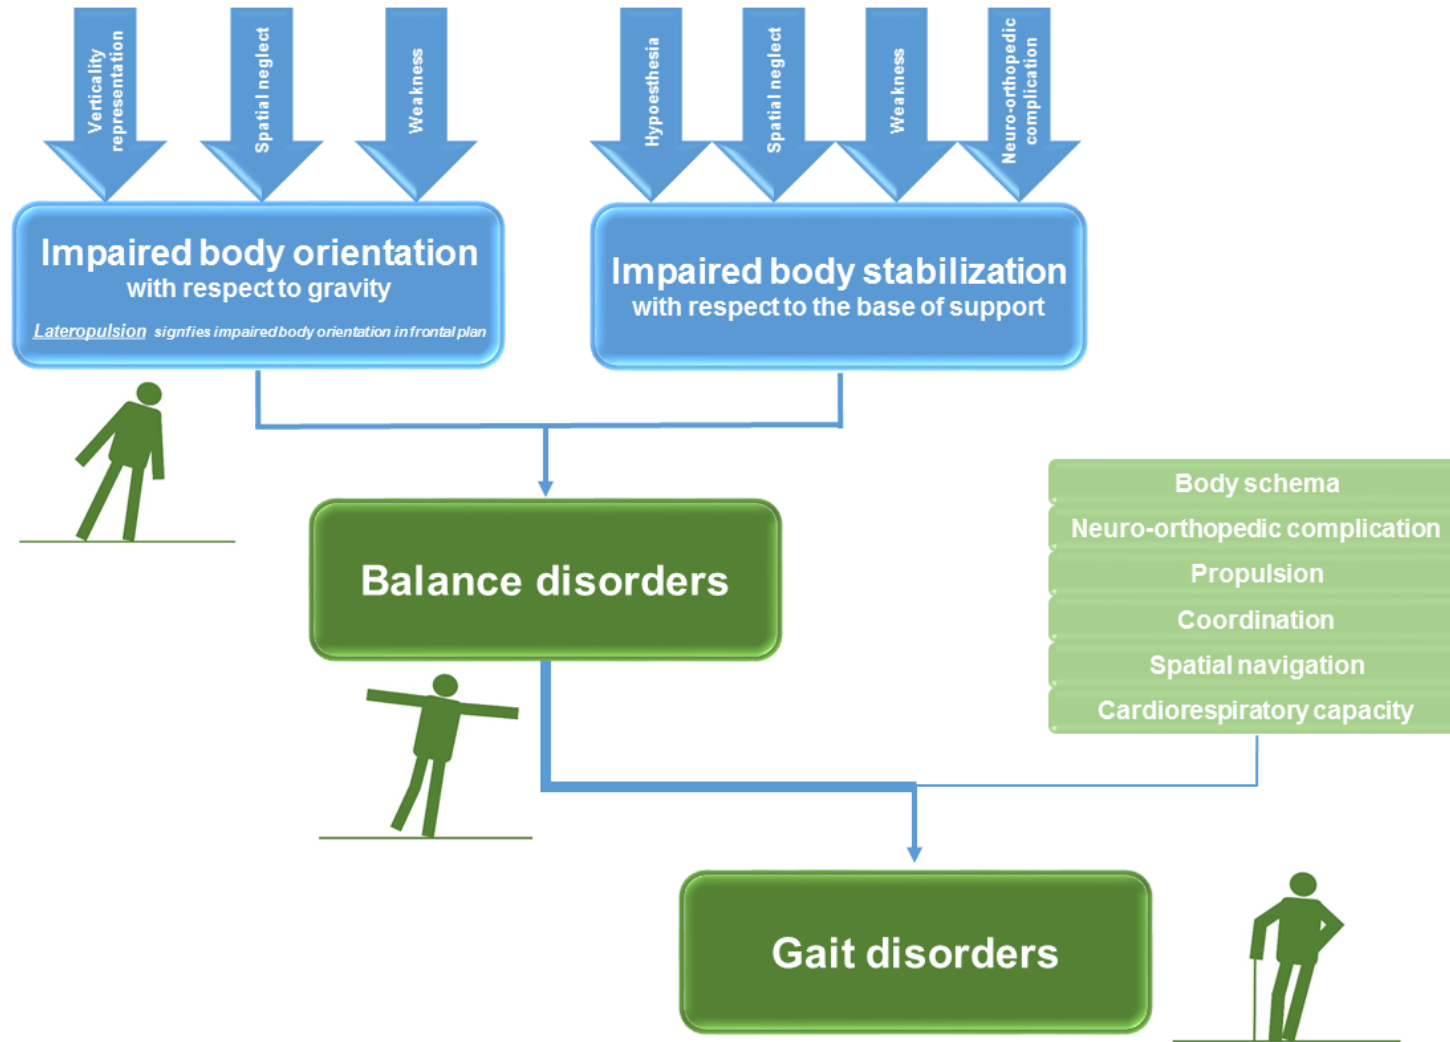 Verticality
representation
Spatial neglect
Weakness
Hypoesthesia
Spatial neglect
Weakness
Neuro-orthopedic
complication
Impaired body orientation
with respect to gravity
Lateropulsion signfies impaired body orientation in frontal plan
Impaired body stabilization
with respect to the base of support
Balance disorders
Body schema
Neuro-orthopedic complication
Propulsion
Coordination
Spatial navigation
Cardiorespiratory capacity
Gait disorders